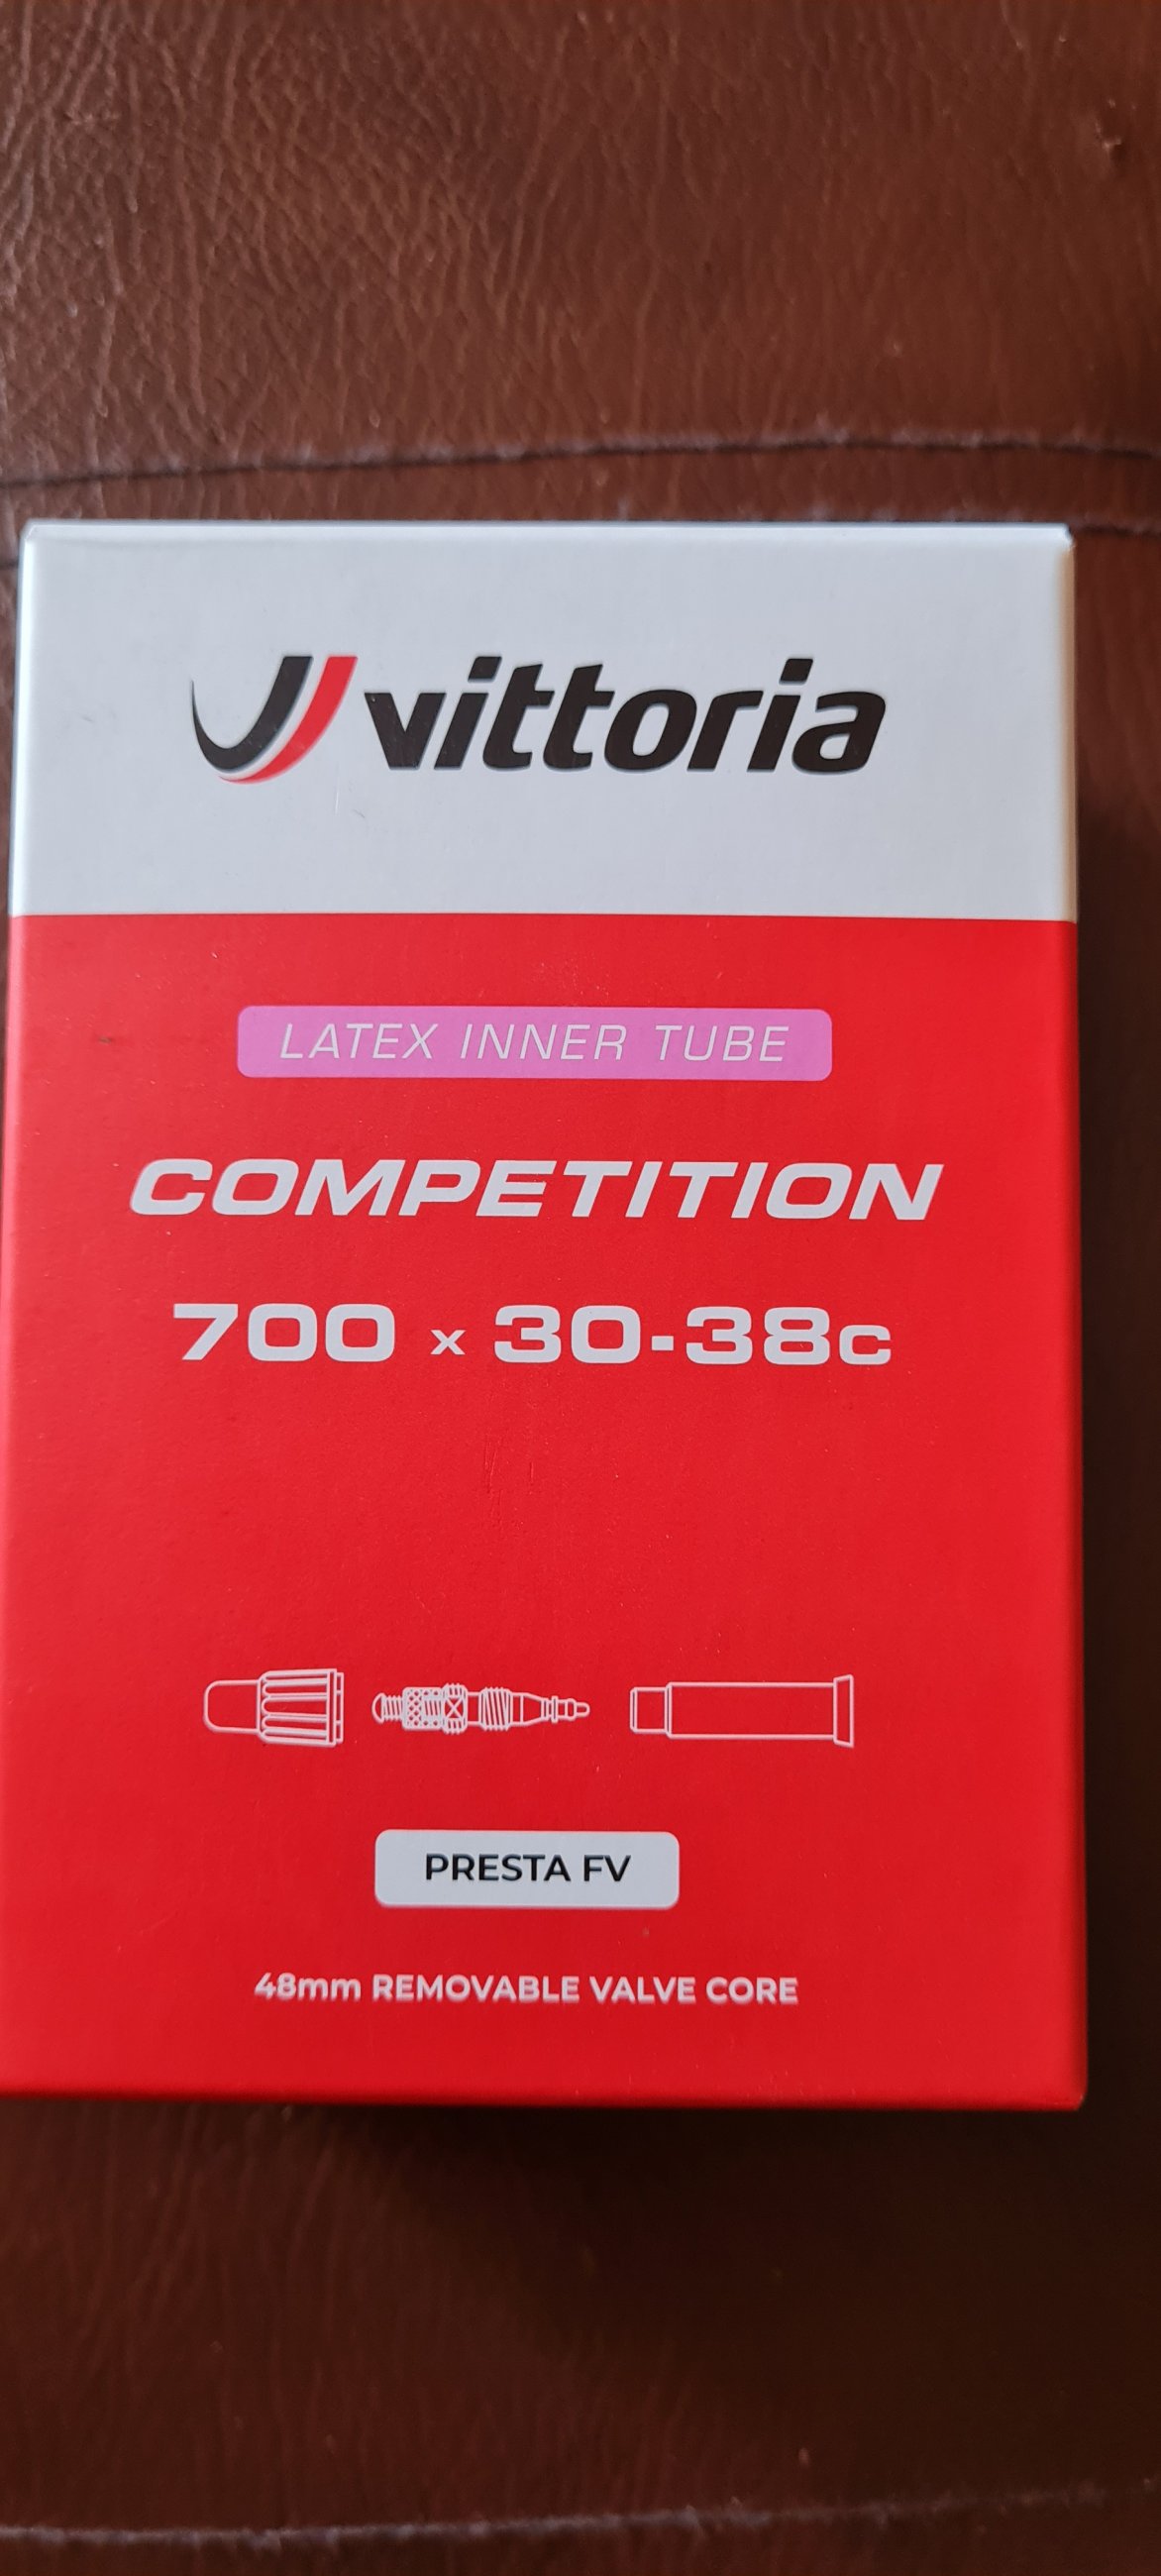 vittoria
LATEX INNER TUBE
COMPETITION
700 x 30-38c
PRESTA FV
48mm REMOVABLE VALVE CORE